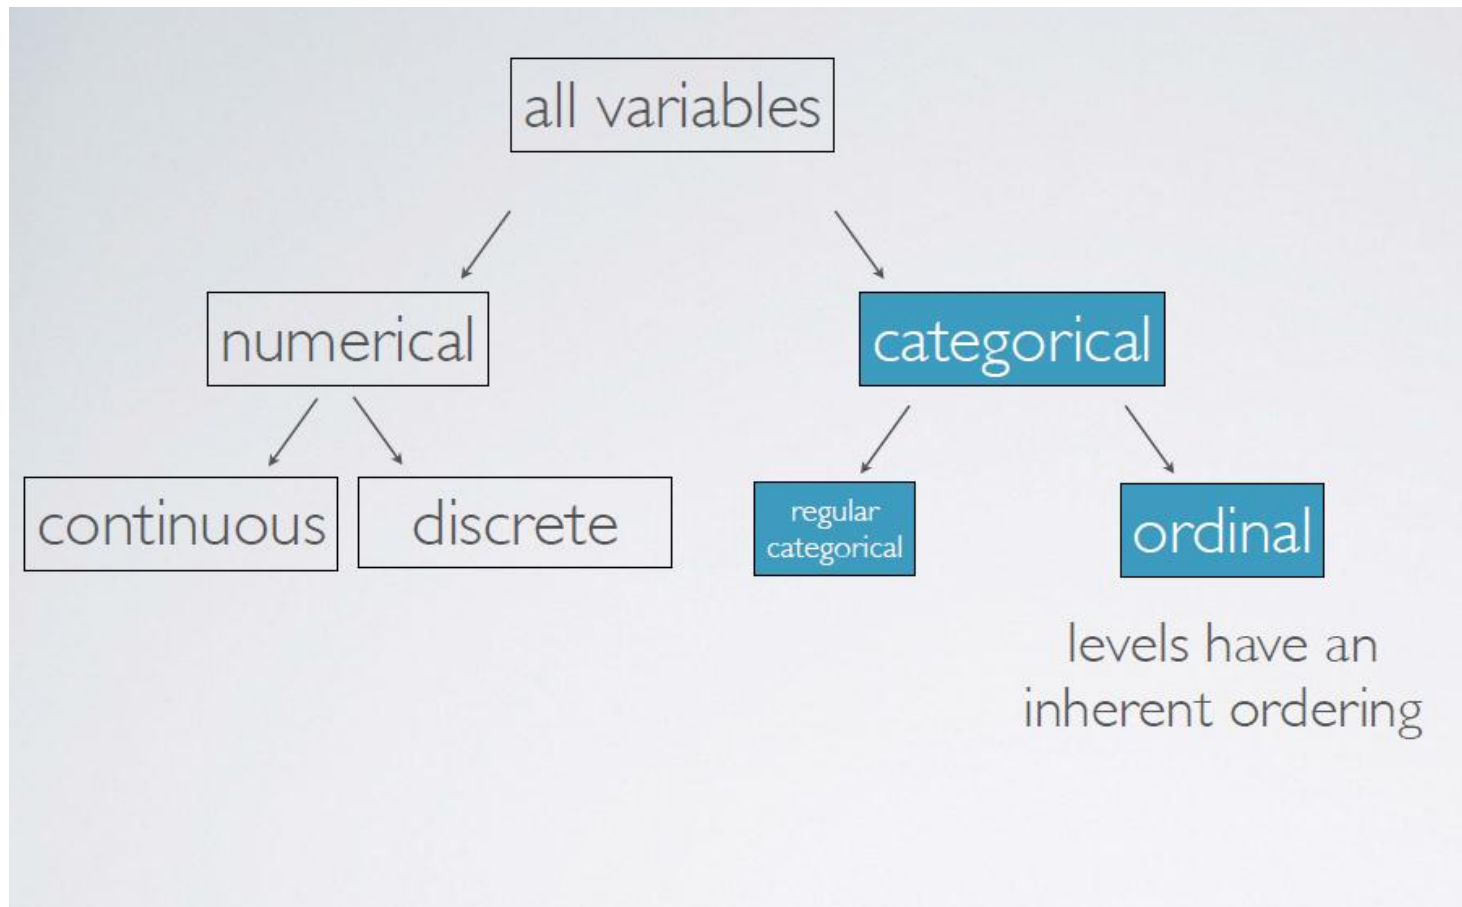 all variables
numerical
categorical
continuous
discrete
regular
categorical
ordinal
levels have an
inherent ordering